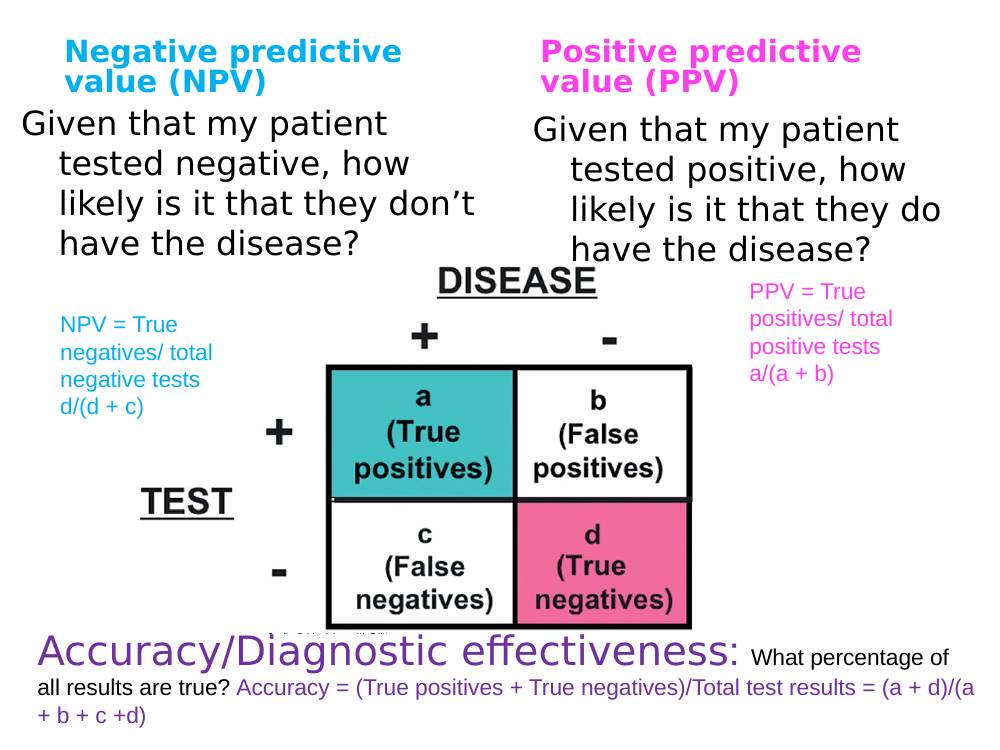 Negative predictive
value (NPV)
Given that my patient
tested negative, how
likely is it that they don’t
have the disease?
Positive predictive
value (PPV)
Given that my patient
tested positive, how
likely is it that they do
have the disease?
NPV = True
negatives/ total
negative tests
d/(d + c)
PPV = True
positives/ total
positive tests
a/(a + b)
DISEASE
+ -
TEST
+
-
a
(True
positives)
b
(False
positives)
c
(False
negatives)
d
(True
negatives)
Accuracy/Diagnostic effectiveness: What percentage of
all results are true? Accuracy = (True positives + True negatives)/Total test results = (a + d)/(a
+ b + c +d)